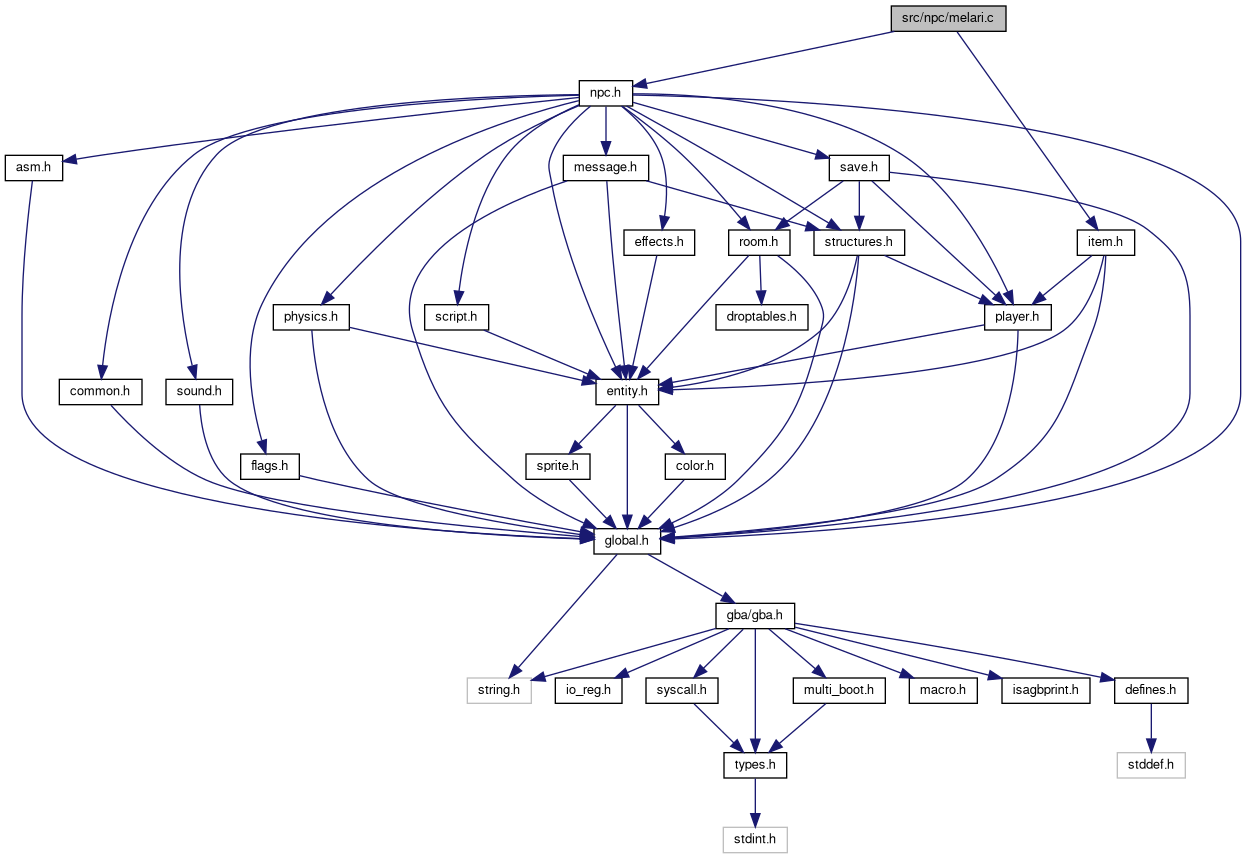 src/npc/melari.c
npc.h
asm.h
message.h
save.h
effects.h
room.h
structures.h
item.h
physics.h
script.h
droptables.h
player.h
common.h
sound.h
entity.h
flags.h
sprite.h
color.h
global.h
gba/gba.h
string.h
io_reg.h
syscall.h
multi_boot.h
macro.h
isagbprint.h
defines.h
types.h
stddef.h
stdint.h